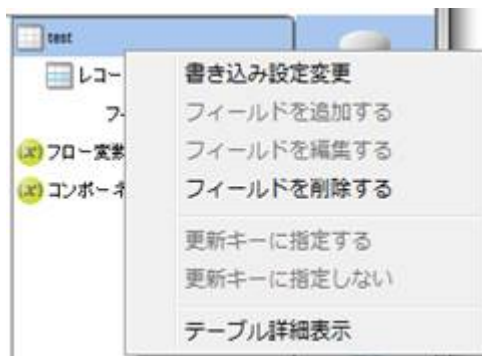 test
レコー
書き込み設定変更
フィールドを追加する
フロー変数
フィールドを編集する
コンポーネ
フィールドを削除する
更新キーに指定する
更新キーに指定しない
テーブル詳細表示